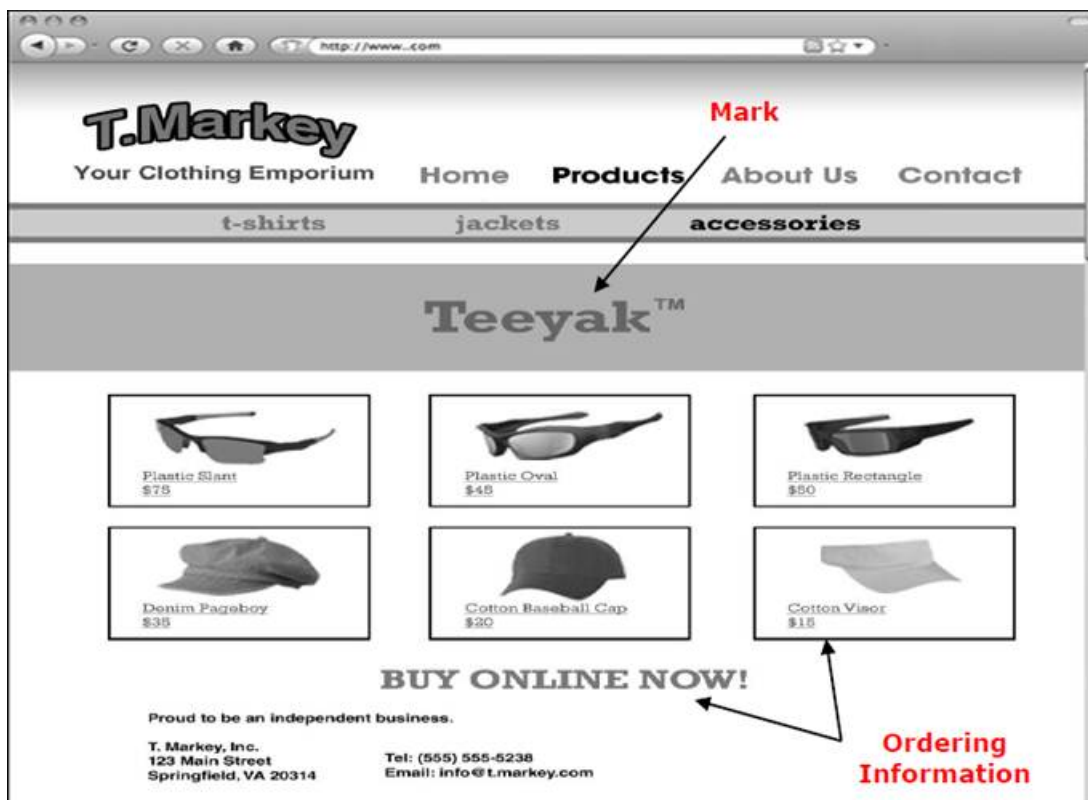 http://www..com
T.Markey
Mark
Your Clothing Emporium
Home Products About Us Contact
t-shirts jackets accessories
Teeyak™
Plastic Slant
$75
Plastic Oval
$45
Plastic Rectangle
$50
Denim Pageboy
$35
Cotton Baseball Cap
$20
Cotton Visor
$15
BUY ONLINE NOW!
Proud to be an independent business.
T. Markey, Inc.
123 Main Street
Springfield, VA 20314
Tel: (555) 555-5238
Email: info@t.markey.com
Ordering
Information